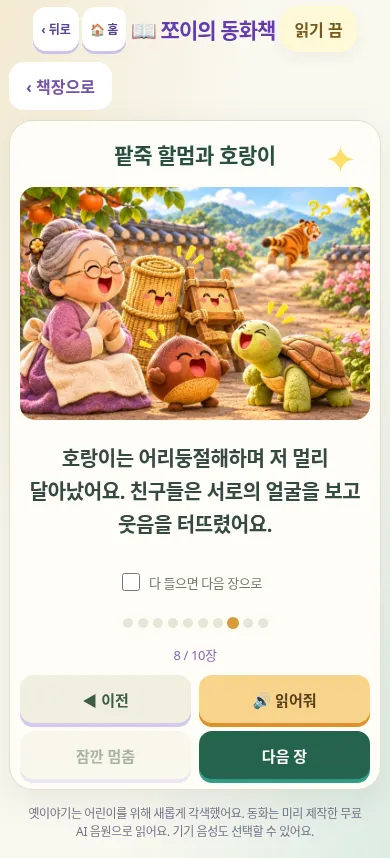 ‹ 뒤로
🏠 홈
📖 쪼이의 동화책
읽기 끝
‹ 책장으로
팥죽 할멈과 호랑이
??
호랑이는 어리둥절해하며 저 멀리
달아났어요. 친구들은 서로의 얼굴을 보고
웃음을 터뜨렸어요.
다 들으면 다음 장으로
8 / 10장
◀ 이전
🔊 읽어줘
잠깐 멈춤
다음 장
옛이야기는 어린이를 위해 새롭게 각색했어요. 동화는 미리 제작한 무료
AI 음원으로 읽어요. 기기 음성도 선택할 수 있어요.